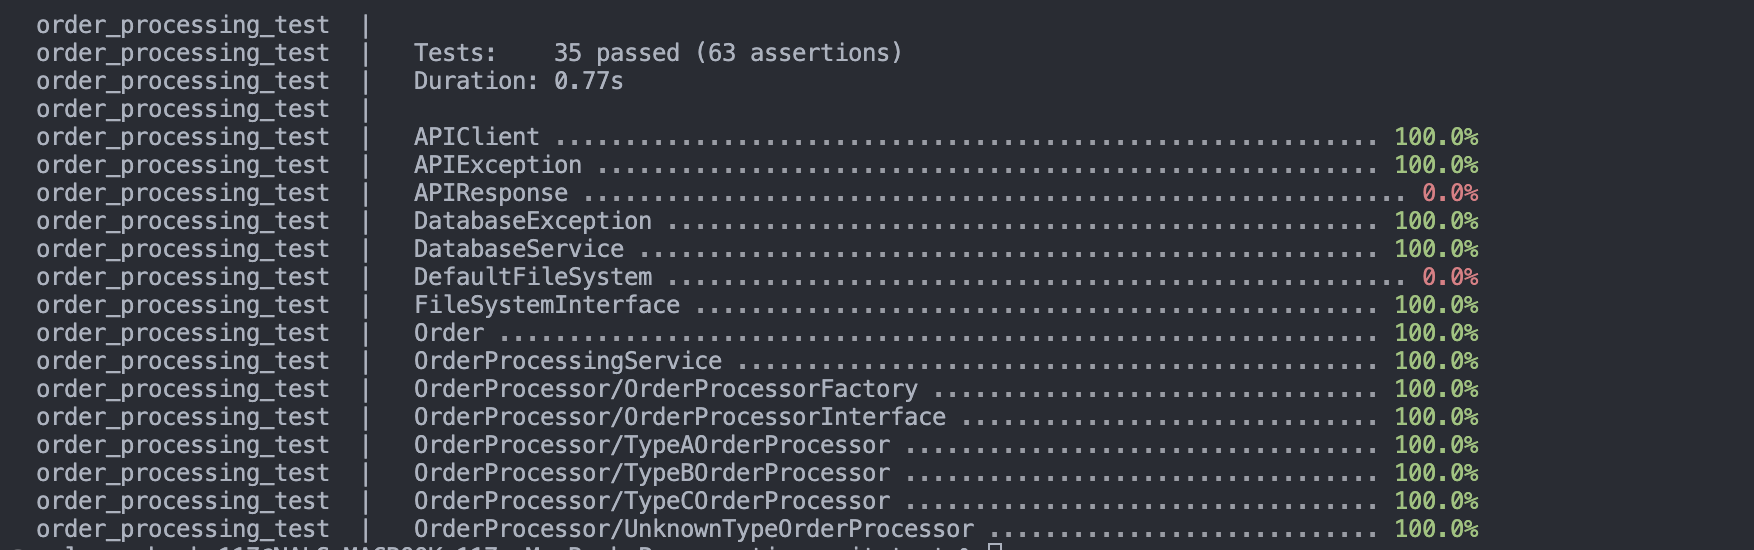 order_processing_test |
order_processing_test | Tests: 35 passed (63 assertions)
order_processing_test | Duration: 0.77s
order_processing_test |
order_processing_test | APIClient ........................................................... 100.0%
order_processing_test | APIException ........................................................ 100.0%
order_processing_test | APIResponse ........................................................... 0.0%
order_processing_test | DatabaseException ................................................... 100.0%
order_processing_test | DatabaseService ..................................................... 100.0%
order_processing_test | DefaultFileSystem ..................................................... 0.0%
order_processing_test | FileSystemInterface ................................................. 100.0%
order_processing_test | Order ............................................................... 100.0%
order_processing_test | OrderProcessingService .............................................. 100.0%
order_processing_test | OrderProcessor/OrderProcessorFactory ................................ 100.0%
order_processing_test | OrderProcessor/OrderProcessorInterface .............................. 100.0%
order_processing_test | OrderProcessor/TypeAOrderProcessor .................................. 100.0%
order_processing_test | OrderProcessor/TypeBOrderProcessor .................................. 100.0%
order_processing_test | OrderProcessor/TypeCOrderProcessor .................................. 100.0%
order_processing_test | OrderProcessor/UnknownTypeOrderProcessor ............................ 100.0%